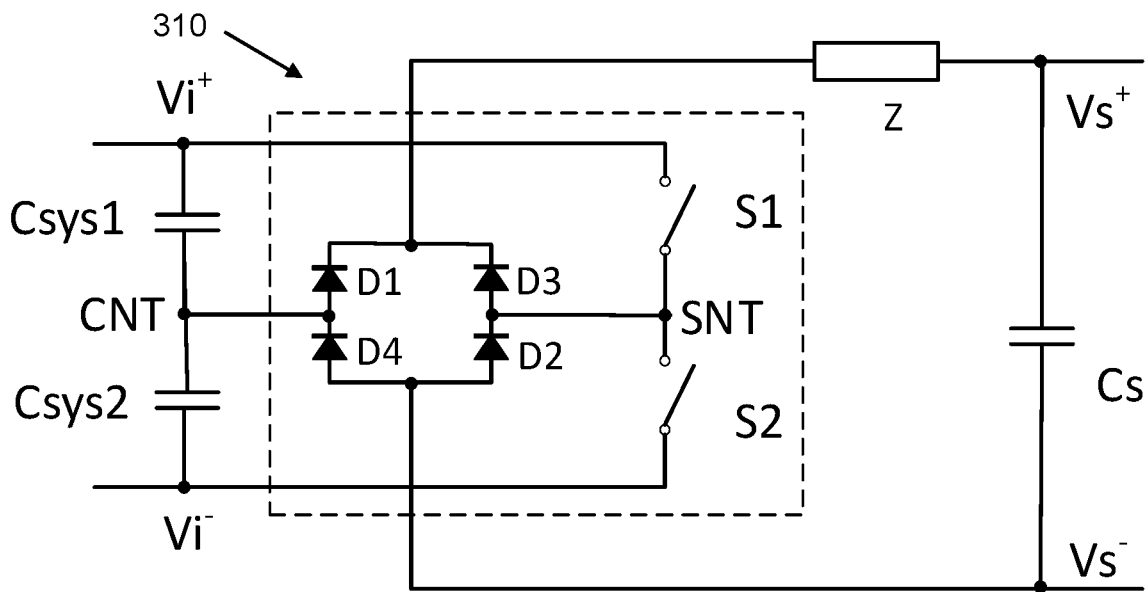 310
Vi+
Z
Vs+
Csys1
S1
D1
D3
CNT
SNT
D4
D2
Csys2
S2
Cs
Vi-
Vs-